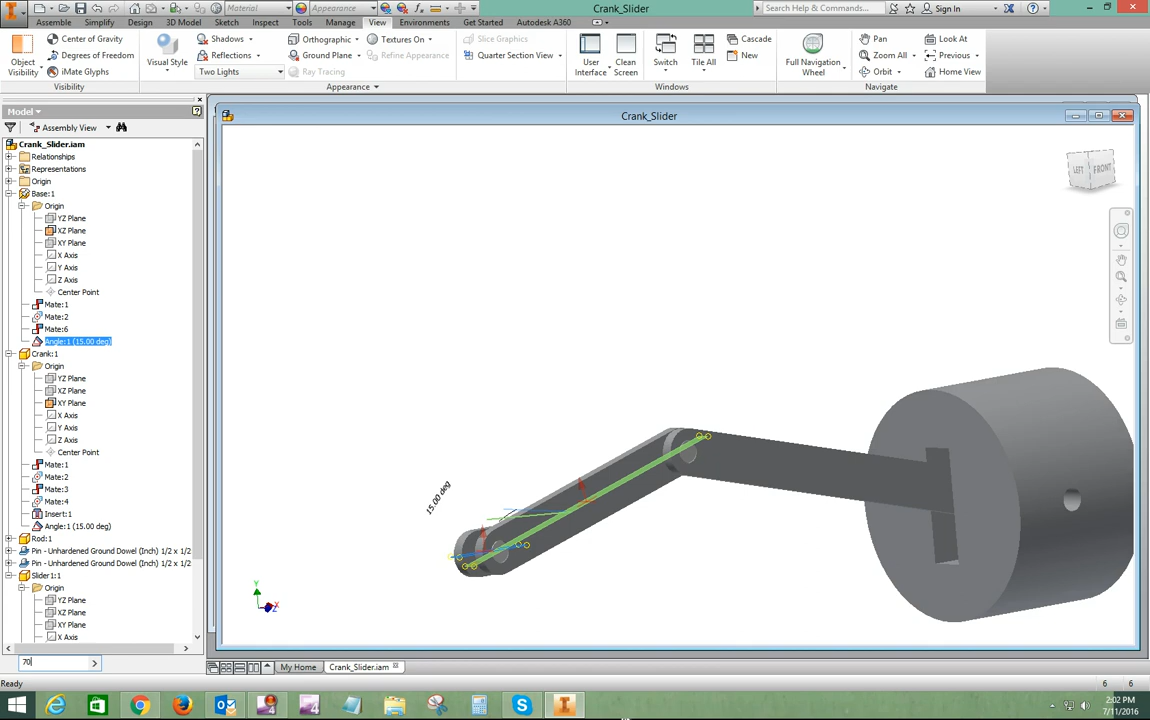 Material
Appearance
Crank_Slider
Search Help & Commands...
Sign In
Assemble
Simplify
Design
3D Model
Sketch
Inspect
Tools
Manage
View
Environments
Get Started
Autodesk A360
Object
Visibility
Center of Gravity
Degrees of Freedom
iMate Glyphs
Visibility
Visual Style
Shadows
Reflections
Two Lights
Orthographic
Ground Plane
Ray Tracing
Textures On
Refine Appearance
Appearance
Slice Graphics
Quarter Section View
User
Interface
Clean
Screen
Switch
Tile All
Cascade
New
Windows
Full Navigation
Wheel
Pan
Zoom All
Orbit
Look At
Previous
Home View
Navigate
Model
Assembly View
Crank_Slider.iam
Relationships
Representations
Origin
Base:1
Origin
YZ Plane
XZ Plane
XY Plane
X Axis
Y Axis
Z Axis
Center Point
Mate:1
Mate:2
Mate:6
Angle:1 (15.00 deg)
Crank:1
Origin
YZ Plane
XZ Plane
XY Plane
X Axis
Y Axis
Z Axis
Center Point
Mate:1
Mate:2
Mate:3
Mate:4
Insert:1
Angle:1 (15.00 deg)
Rod:1
Pin - Unhardened Ground Dowel (Inch) 1/2 x 1/2
Pin - Unhardened Ground Dowel (Inch) 1/2 x 1/2
Slider1:1
Origin
YZ Plane
XZ Plane
XY Plane
X Axis
70
Crank_Slider
LEFT
FRONT
15.00 deg
Y
X
Z
My Home
Crank_Slider.iam
Ready
6
6
2:02 PM
7/11/2016